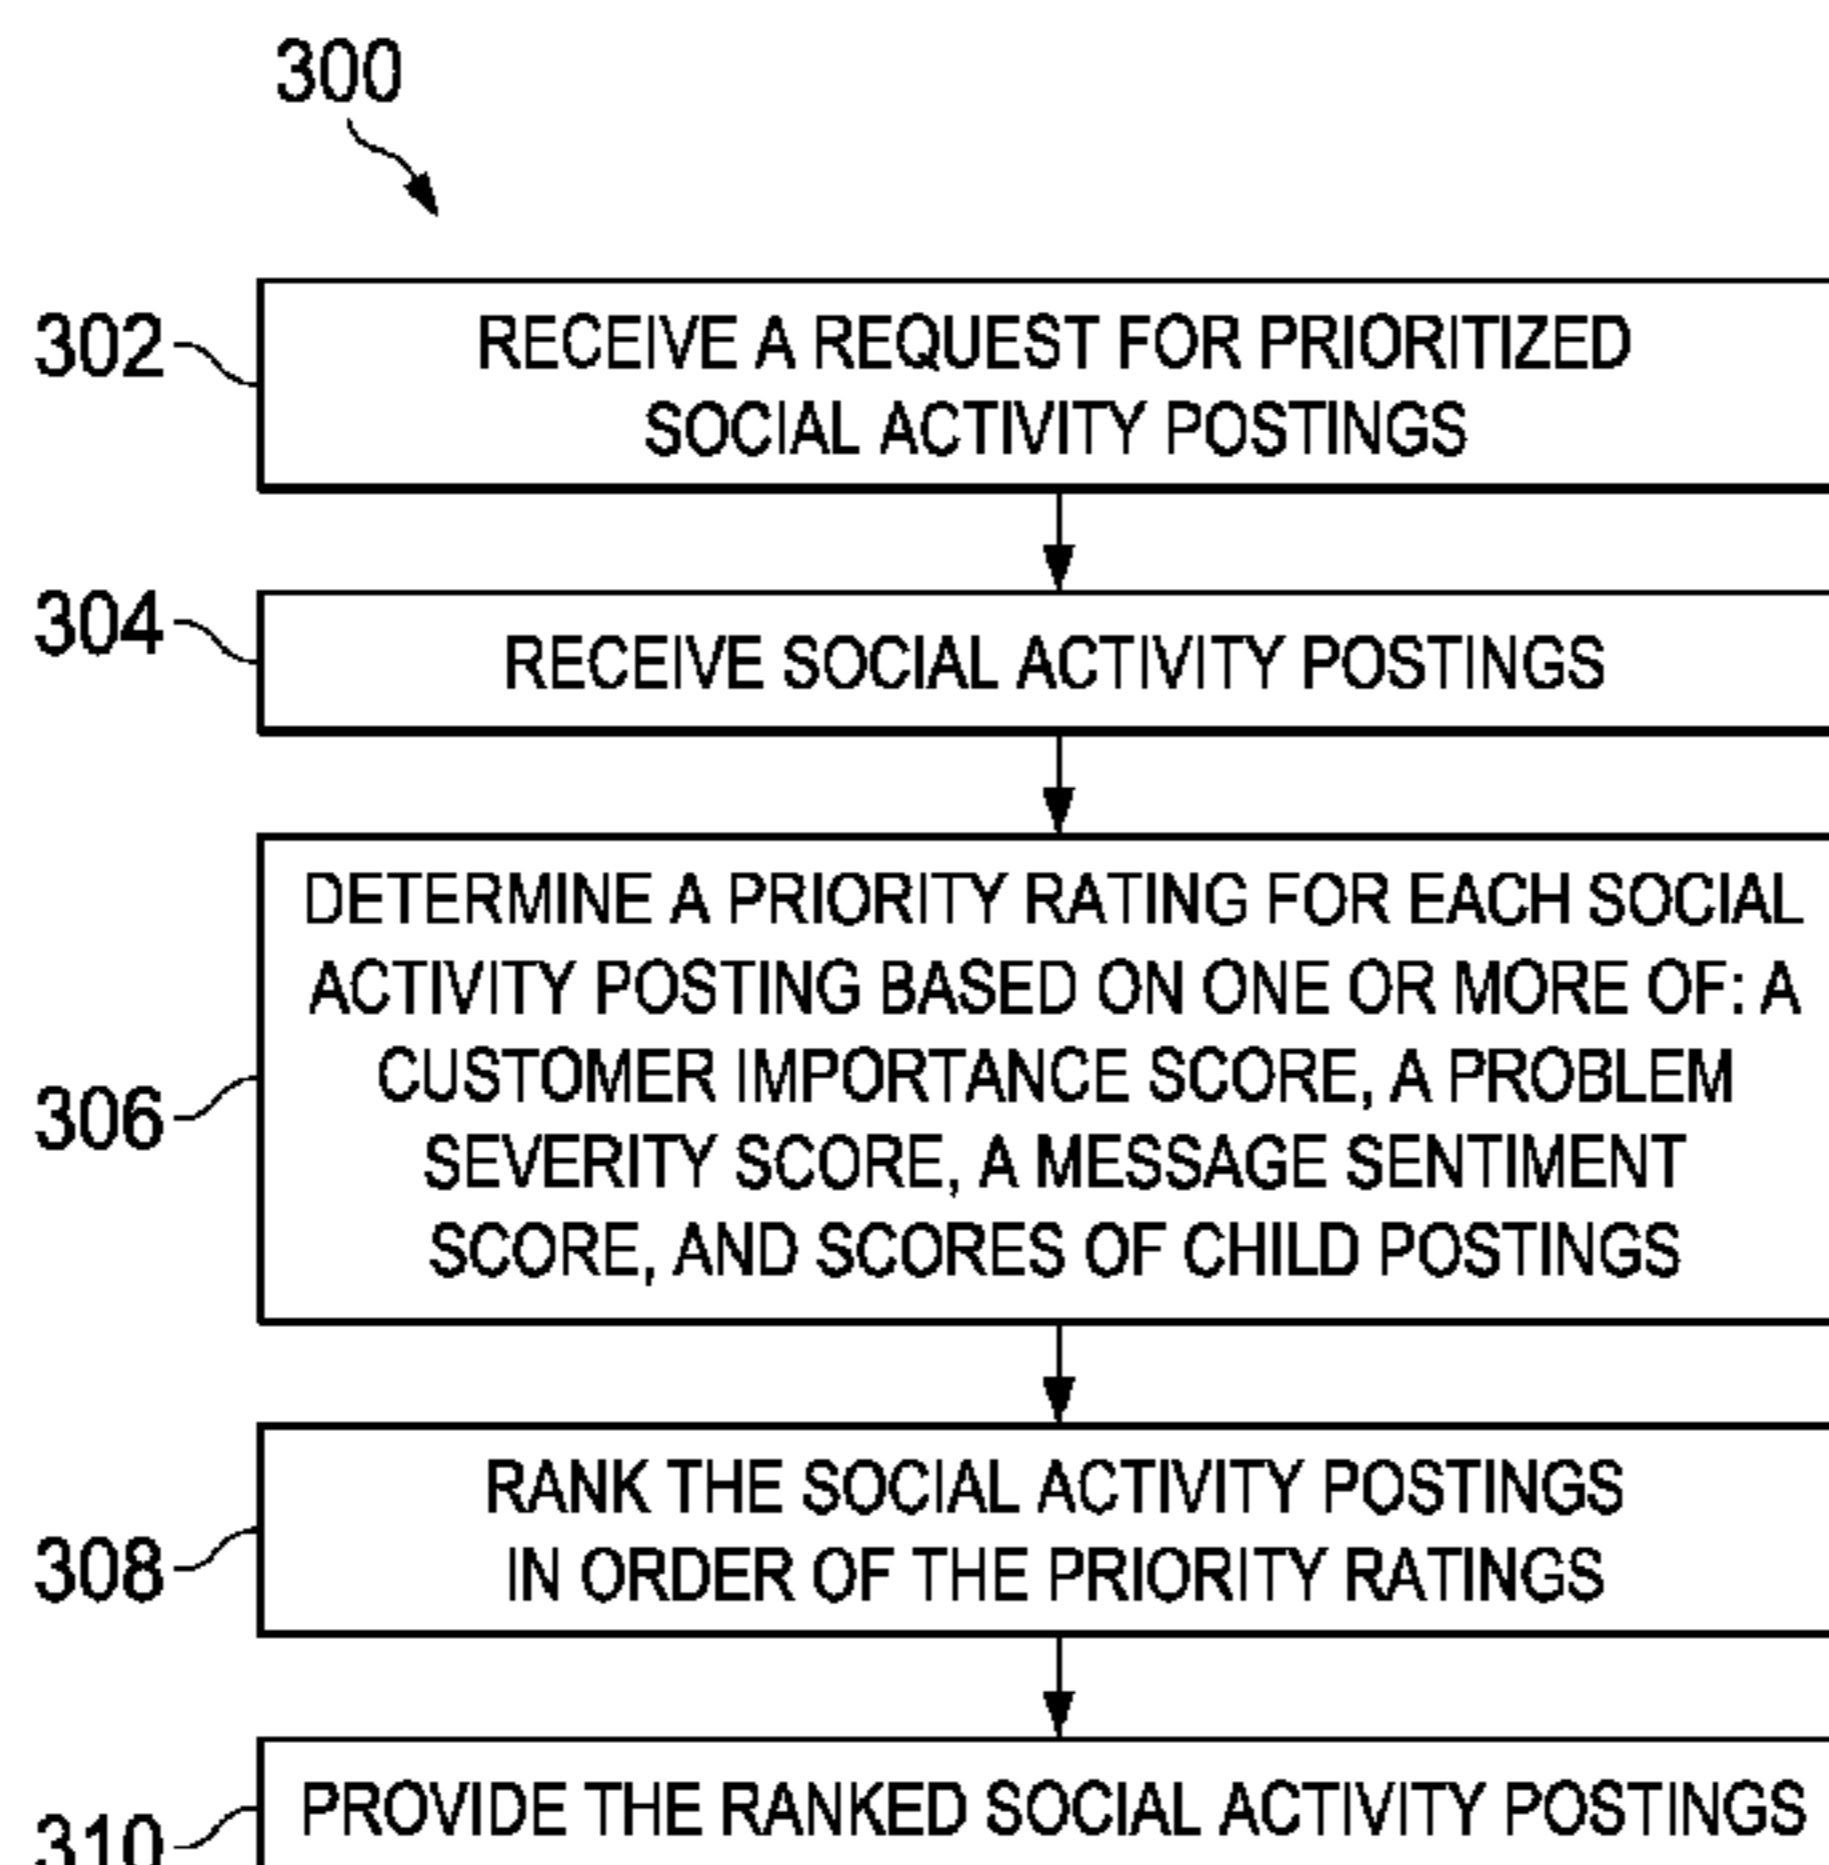 300
302
RECEIVE A REQUEST FOR PRIORITIZED
SOCIAL ACTIVITY POSTINGS
304
RECEIVE SOCIAL ACTIVITY POSTINGS
306
DETERMINE A PRIORITY RATING FOR EACH SOCIAL
ACTIVITY POSTING BASED ON ONE OR MORE OF: A
CUSTOMER IMPORTANCE SCORE, A PROBLEM
SEVERITY SCORE, A MESSAGE SENTIMENT
SCORE, AND SCORES OF CHILD POSTINGS
308
RANK THE SOCIAL ACTIVITY POSTINGS
IN ORDER OF THE PRIORITY RATINGS
310
PROVIDE THE RANKED SOCIAL ACTIVITY POSTINGS